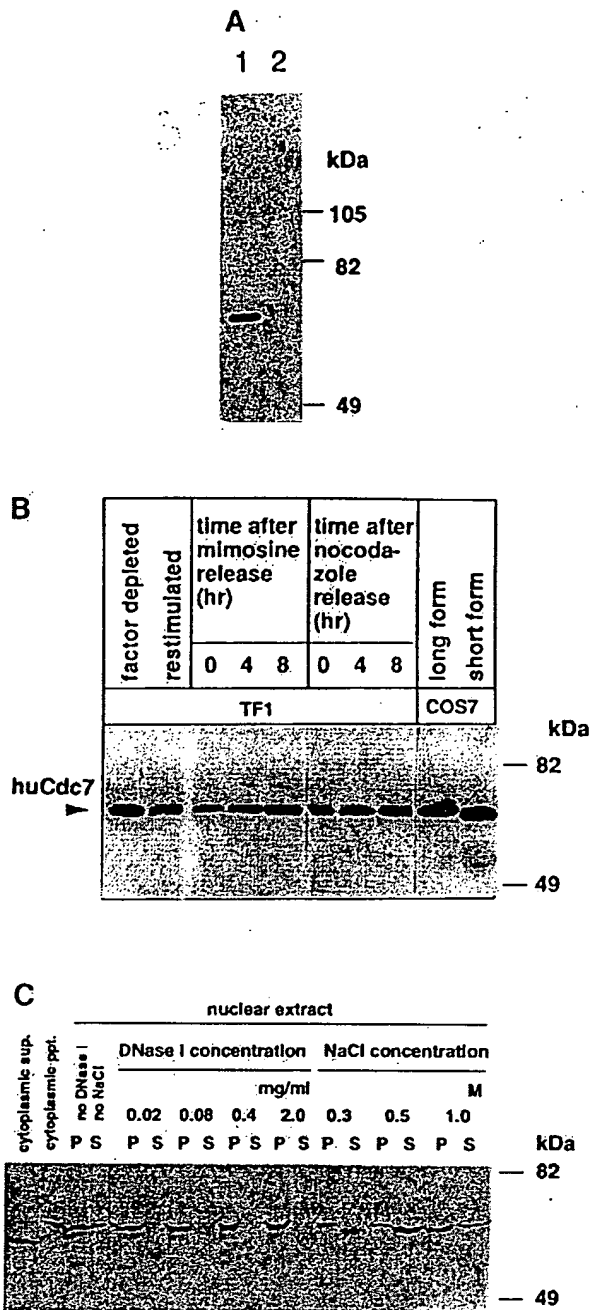 A
1 2
kDa
105
82
49
B
factor depleted
restimulated
time after
mimosine
release
(hr)
time after
nocoda-
zole
release
(hr)
long form
short form
0 4 8 0 4 8
TF1 COS7
kDa
82
huCdc7
49
C
nuclear extract
cytoplasmic sup.
cytoplasmic ppt.
no DNase I
no NaCl
DNase I concentration NaCl concentration
mg/ml M
0.02 0.08 0.4 2.0 0.3 0.5 1.0
P S P S P S P S P S P S P S P S kDa
82
49